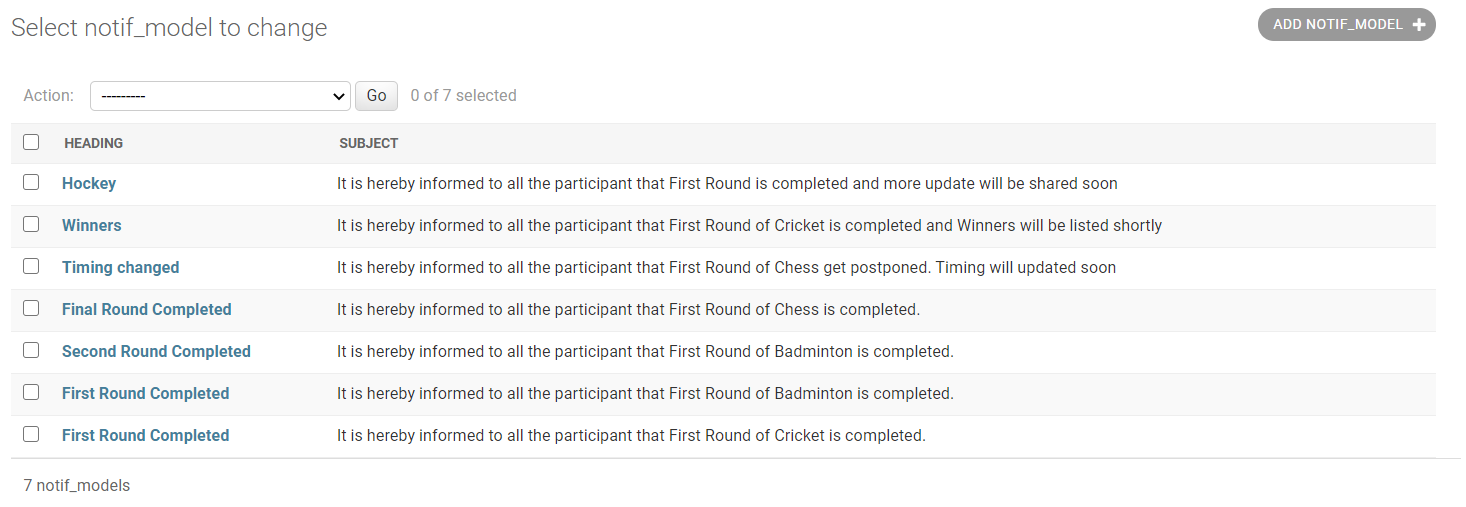 Select notif_model to change
ADD NOTIF_MODEL +
Action: --------- Go 0 of 7 selected
HEADING SUBJECT
Hockey It is hereby informed to all the participant that First Round is completed and more update will be shared soon
Winners It is hereby informed to all the participant that First Round of Cricket is completed and Winners will be listed shortly
Timing changed It is hereby informed to all the participant that First Round of Chess get postponed. Timing will updated soon
Final Round Completed It is hereby informed to all the participant that First Round of Chess is completed.
Second Round Completed It is hereby informed to all the participant that First Round of Badminton is completed.
First Round Completed It is hereby informed to all the participant that First Round of Badminton is completed.
First Round Completed It is hereby informed to all the participant that First Round of Cricket is completed.
7 notif_models